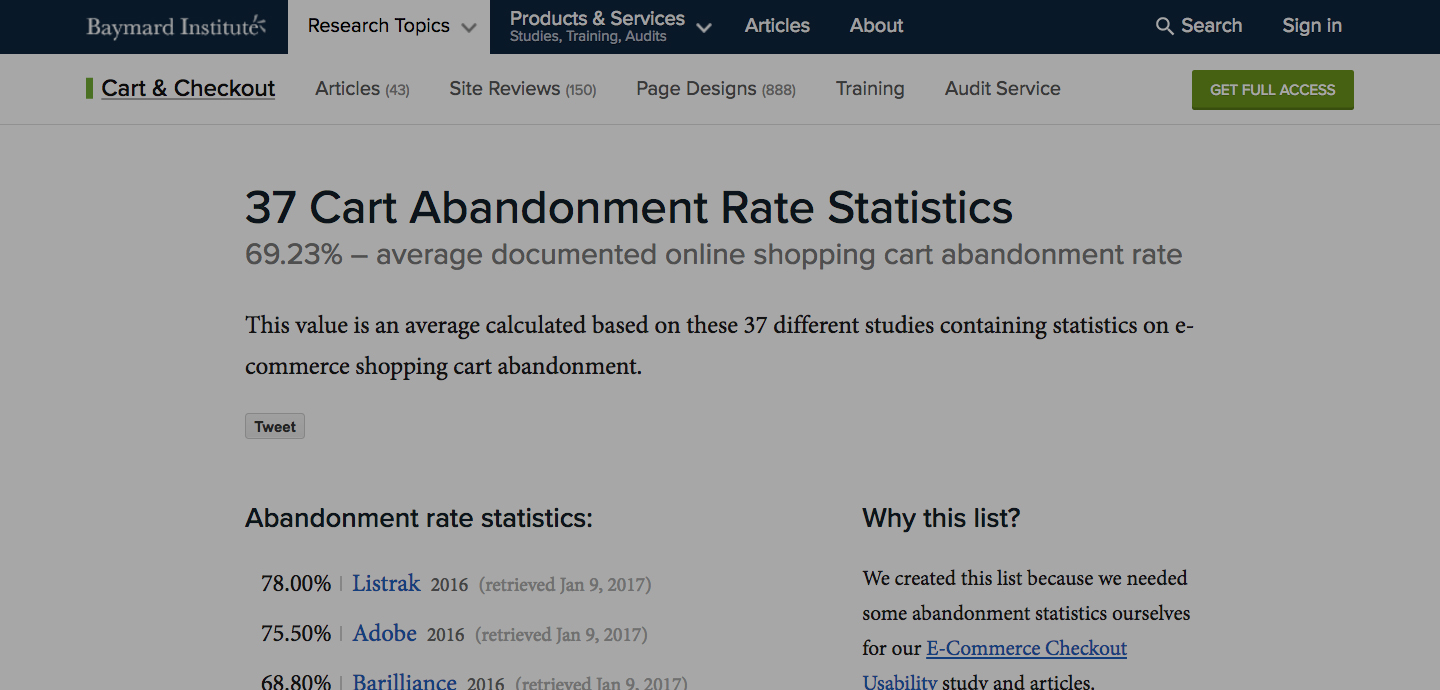 Baymard Institute
Research Topics
Products & Services
Studies, Training, Audits
Articles
About
Search
Sign in
Cart & Checkout
Articles (43)
Site Reviews (150)
Page Designs (888)
Training
Audit Service
GET FULL ACCESS
37 Cart Abandonment Rate Statistics
69.23% – average documented online shopping cart abandonment rate
This value is an average calculated based on these 37 different studies containing statistics on e-
commerce shopping cart abandonment.
Tweet
Abandonment rate statistics:
78.00% | Listrak 2016 (retrieved Jan 9, 2017)
75.50% | Adobe 2016 (retrieved Jan 9, 2017)
68.80% | Barilliance 2016 (retrieved Jan 9, 2017)
Why this list?
We created this list because we needed
some abandonment statistics ourselves
for our E-Commerce Checkout
Usability study and articles.